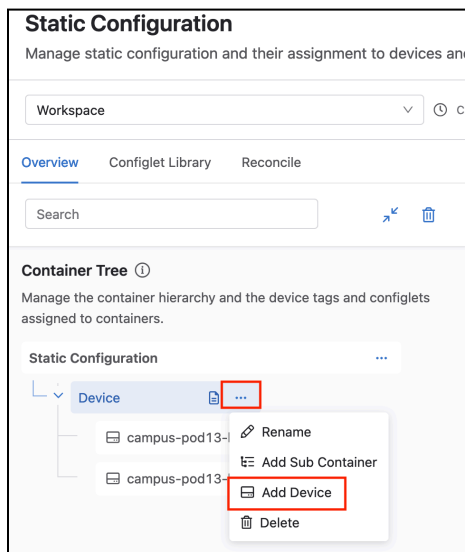 Static Configuration
Manage static configuration and their assignment to devices an
Workspace
C
Overview Configlet Library Reconcile
Search
Container Tree
Manage the container hierarchy and the device tags and configlets
assigned to containers.
Static Configuration ...
Device ...
campus-pod13-
Rename
Add Sub Container
campus-pod13-
Add Device
Delete